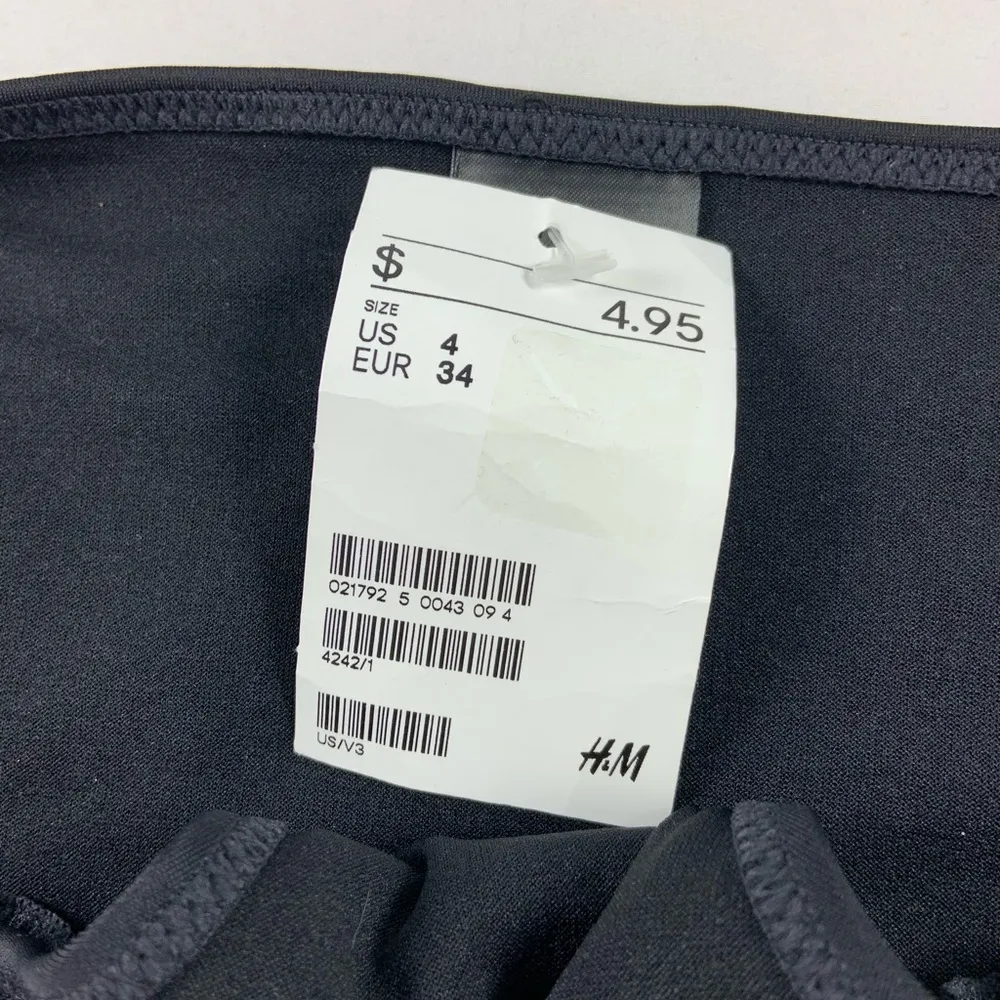 $ 4.95
SIZE
US 4
EUR 34
021792 5 0043 09 4
4242/1
US/V3
H&M